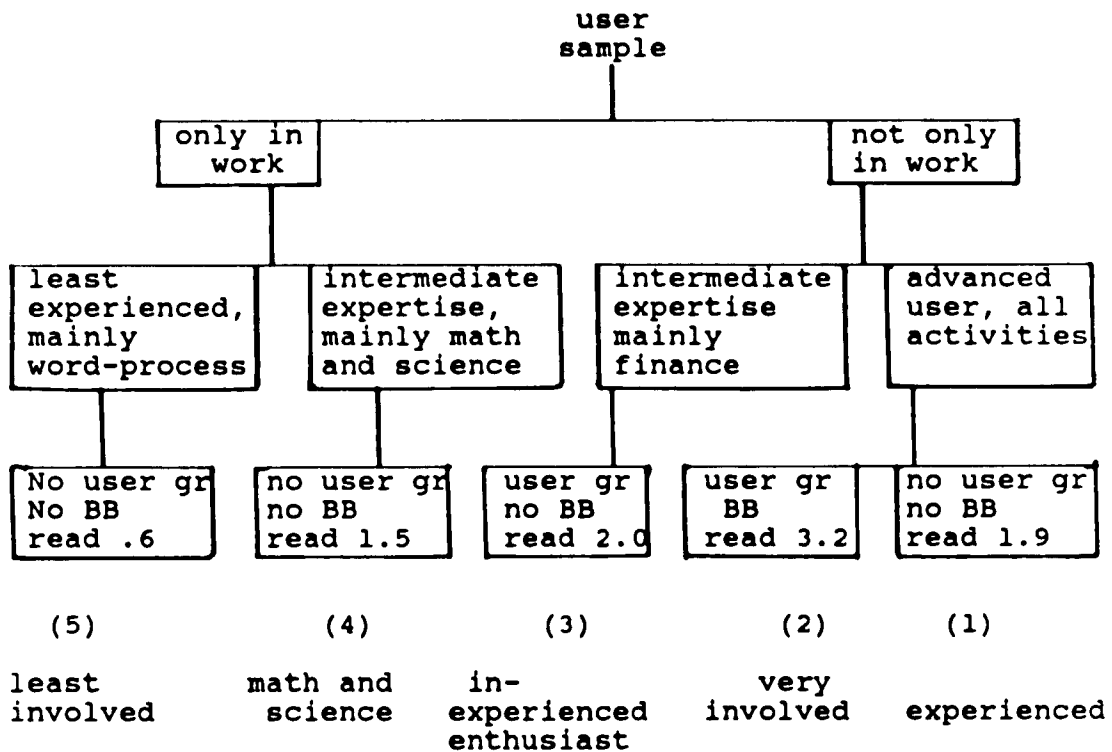 user
sample
only in
work
not only
in work
least
experienced,
mainly
word-process
intermediate
expertise,
mainly math
and science
intermediate
expertise
mainly
finance
advanced
user, all
activities
No user gr
No BB
read .6
no user gr
no BB
read 1.5
user gr
no BB
read 2.0
user gr
BB
read 3.2
no user gr
no BB
read 1.9
(5)
(4)
(3)
(2)
(1)
least
involved
math and
science
in-
experienced
enthusiast
very
involved
experienced